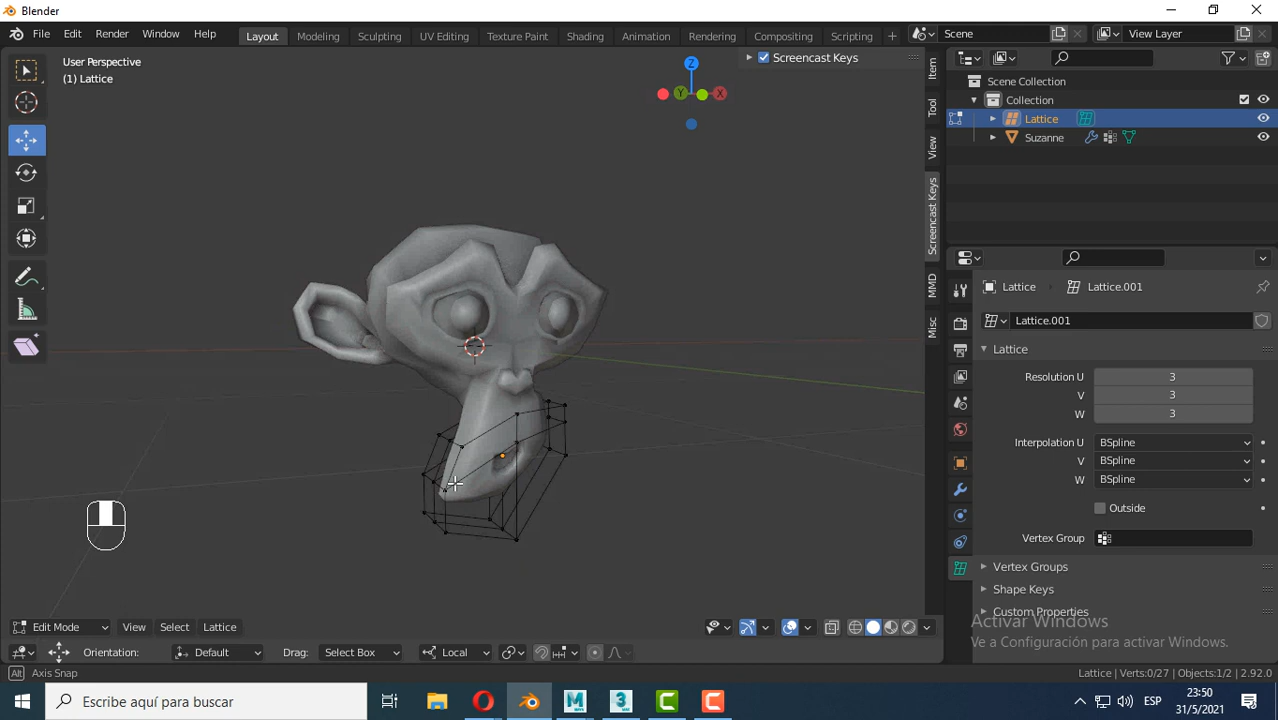 Blender
File Edit Render Window Help Layout Modeling Sculpting UV Editing Texture Paint Shading Animation Rendering Compositing Scripting + Scene View Layer
User Perspective
(1) Lattice
Screencast Keys
Z
Y
X
Item
Tool
View
Screencast Keys
MMD
Misc
Scene Collection
Collection
Lattice
Suzanne
Lattice Lattice.001
Lattice.001
Lattice
Resolution U 3
V 3
W 3
Interpolation U BSpline
V BSpline
W BSpline
Outside
Vertex Group
Vertex Groups
Shape Keys
Custom Properties
Activar Windows
Ve a Configuración para activar Windows.
Edit Mode View Select Lattice
Orientation: Default Drag: Select Box Local
Alt Axis Snap
Lattice | Verts:0/27 | Objects:1/2 | 2.92.0
Escribe aquí para buscar
ESP
23:50
31/5/2021